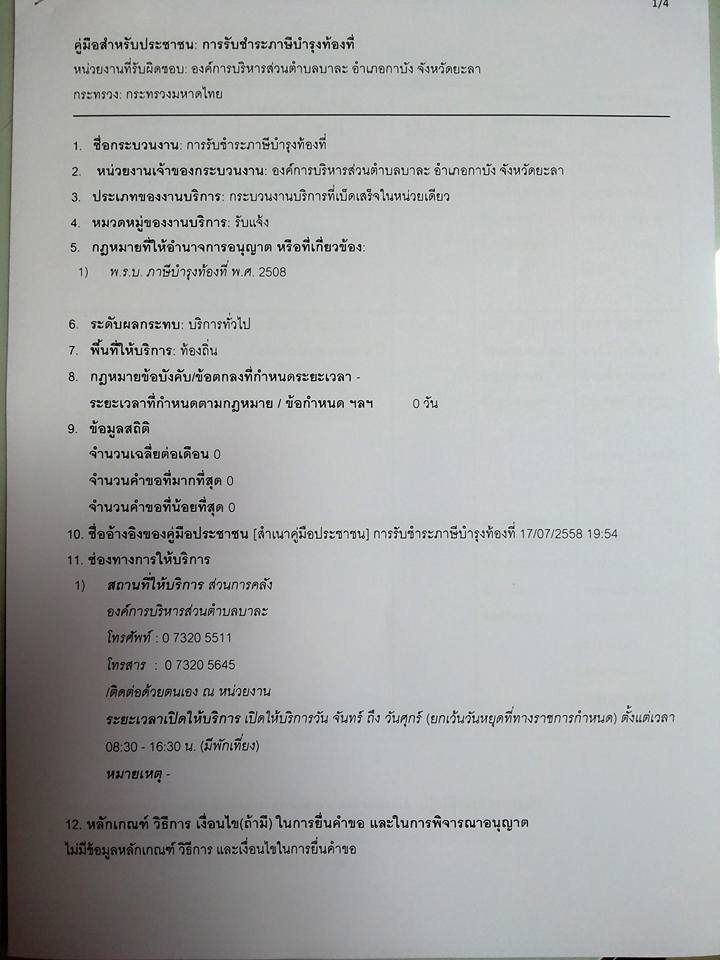 1/4
คู่มือสำหรับประชาชน: การรับชำระภาษีบำรุงท้องที่
หน่วยงานที่รับผิดชอบ: องค์การบริหารส่วนตำบลบาละ อำเภอกาบัง จังหวัดยะลา
กระทรวง: กระทรวงมหาดไทย
1. ชื่อกระบวนงาน: การรับชำระภาษีบำรุงท้องที่
2. หน่วยงานเจ้าของกระบวนงาน: องค์การบริหารส่วนตำบลบาละ อำเภอกาบัง จังหวัดยะลา
3. ประเภทของงานบริการ: กระบวนงานบริการที่เบ็ดเสร็จในหน่วยเดียว
4. หมวดหมู่ของงานบริการ: รับแจ้ง
5. กฎหมายที่ให้อำนาจการอนุญาต หรือที่เกี่ยวข้อง:
1) พ.ร.บ. ภาษีบำรุงท้องที่ พ.ศ. 2508
6. ระดับผลกระทบ: บริการทั่วไป
7. พื้นที่ให้บริการ: ท้องถิ่น
8. กฎหมายข้อบังคับ/ข้อตกลงที่กำหนดระยะเวลา -
ระยะเวลาที่กำหนดตามกฎหมาย / ข้อกำหนด ฯลฯ 0 วัน
9. ข้อมูลสถิติ
จำนวนเฉลี่ยต่อเดือน 0
จำนวนคำขอที่มากที่สุด 0
จำนวนคำขอที่น้อยที่สุด 0
10. ชื่ออ้างอิงของคู่มือประชาชน [สำเนาคู่มือประชาชน] การรับชำระภาษีบำรุงท้องที่ 17/07/2558 19:54
11. ช่องทางการให้บริการ
1) สถานที่ให้บริการ ส่วนการคลัง
องค์การบริหารส่วนตำบลบาละ
โทรศัพท์ : 0 7320 5511
โทรสาร : 0 7320 5645
/ติดต่อด้วยตนเอง ณ หน่วยงาน
ระยะเวลาเปิดให้บริการ เปิดให้บริการวัน จันทร์ ถึง วันศุกร์ (ยกเว้นวันหยุดที่ทางราชการกำหนด) ตั้งแต่เวลา
08:30 - 16:30 น. (มีพักเที่ยง)
หมายเหตุ -
12. หลักเกณฑ์ วิธีการ เงื่อนไข(ถ้ามี) ในการยื่นคำขอ และในการพิจารณาอนุญาต
ไม่มีข้อมูลหลักเกณฑ์ วิธีการ และเงื่อนไขในการยื่นคำขอ